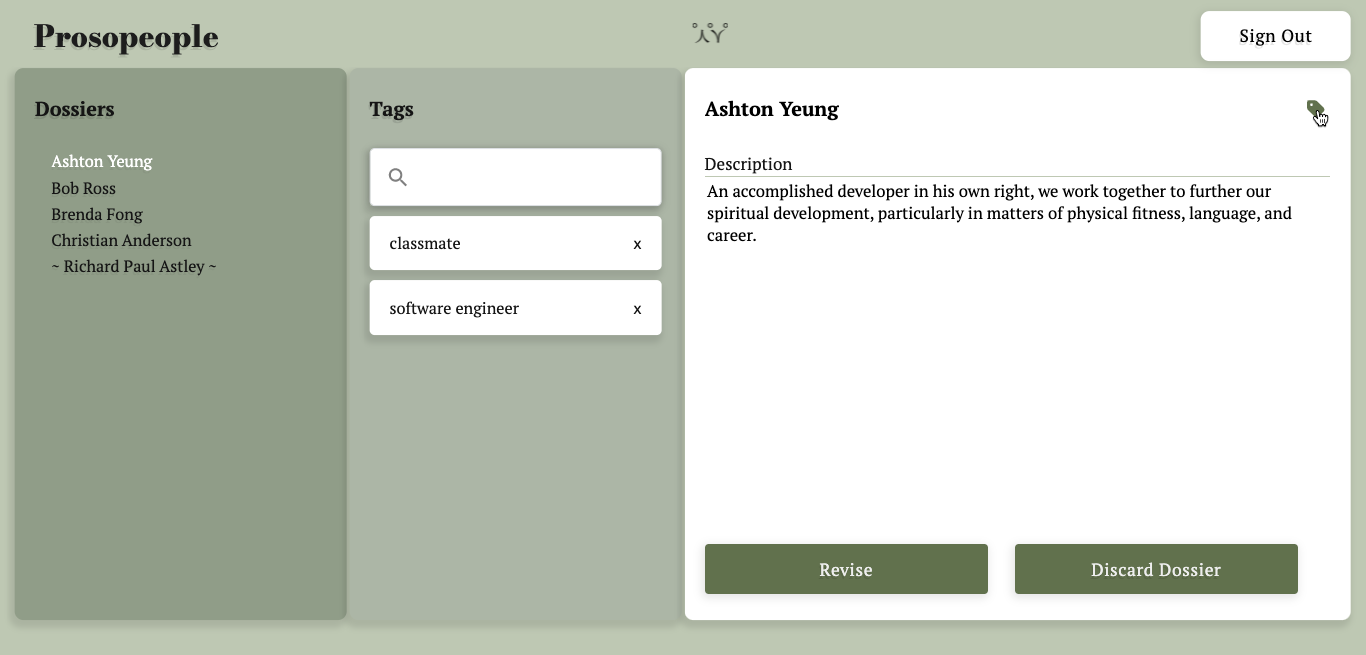 Prosopeople
Sign Out
Dossiers
Ashton Yeung
Bob Ross
Brenda Fong
Christian Anderson
~ Richard Paul Astley ~
Tags
classmate x
software engineer x
Ashton Yeung
Description
An accomplished developer in his own right, we work together to further our
spiritual development, particularly in matters of physical fitness, language, and
career.
Revise
Discard Dossier